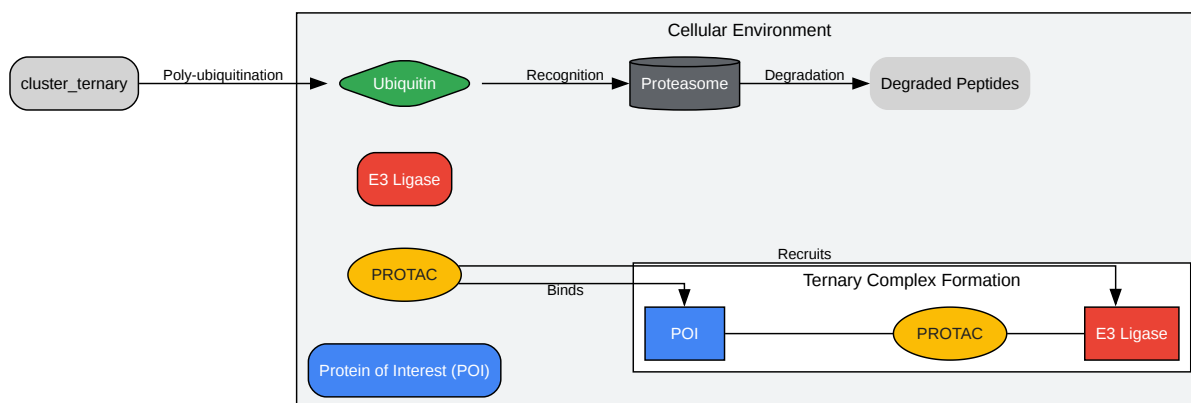 Cellular Environment
cluster_ternary
Poly-ubiquitination
Ubiquitin
Recognition
Proteasome
Degradation
Degraded Peptides
E3 Ligase
PROTAC
Recruits
Binds
Ternary Complex Formation
POI
PROTAC
E3 Ligase
Protein of Interest (POI)